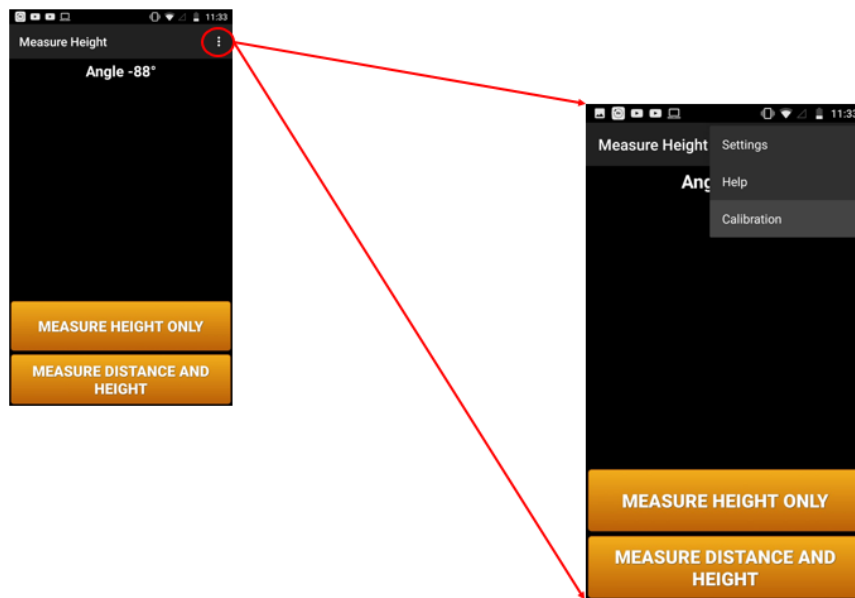 11:33
Measure Height
Angle -88°
MEASURE HEIGHT ONLY
MEASURE DISTANCE AND
HEIGHT
11:33
Measure Height
Settings
Ang
Help
Calibration
MEASURE HEIGHT ONLY
MEASURE DISTANCE AND
HEIGHT